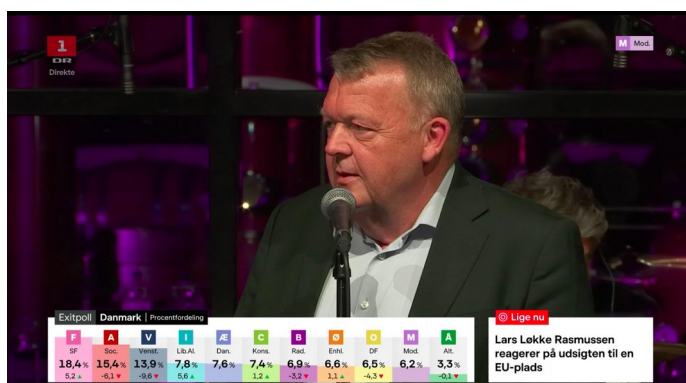 1
DR
Direkte
M Mod.
Exitpoll Danmark | Procentfordeling
F A V I Æ C B Ø O M Å
SF Soc. Venst. Lib.Al. Dan. Kons. Rad. Enhl. DF Mod. Alt.
18,4% 15,4% 13,9% 7,8% 7,6% 7,4% 6,9% 6,6% 6,5% 6,2% 3,3%
5,2 ▲ -6,1 ▼ -9,6 ▼ 5,6 ▲ 1,2 ▲ -3,2 ▼ 1,1 ▲ -4,3 ▼ -0,1 ▼
Lige nu
Lars Løkke Rasmussen
reagerer på udsigten til en
EU-plads